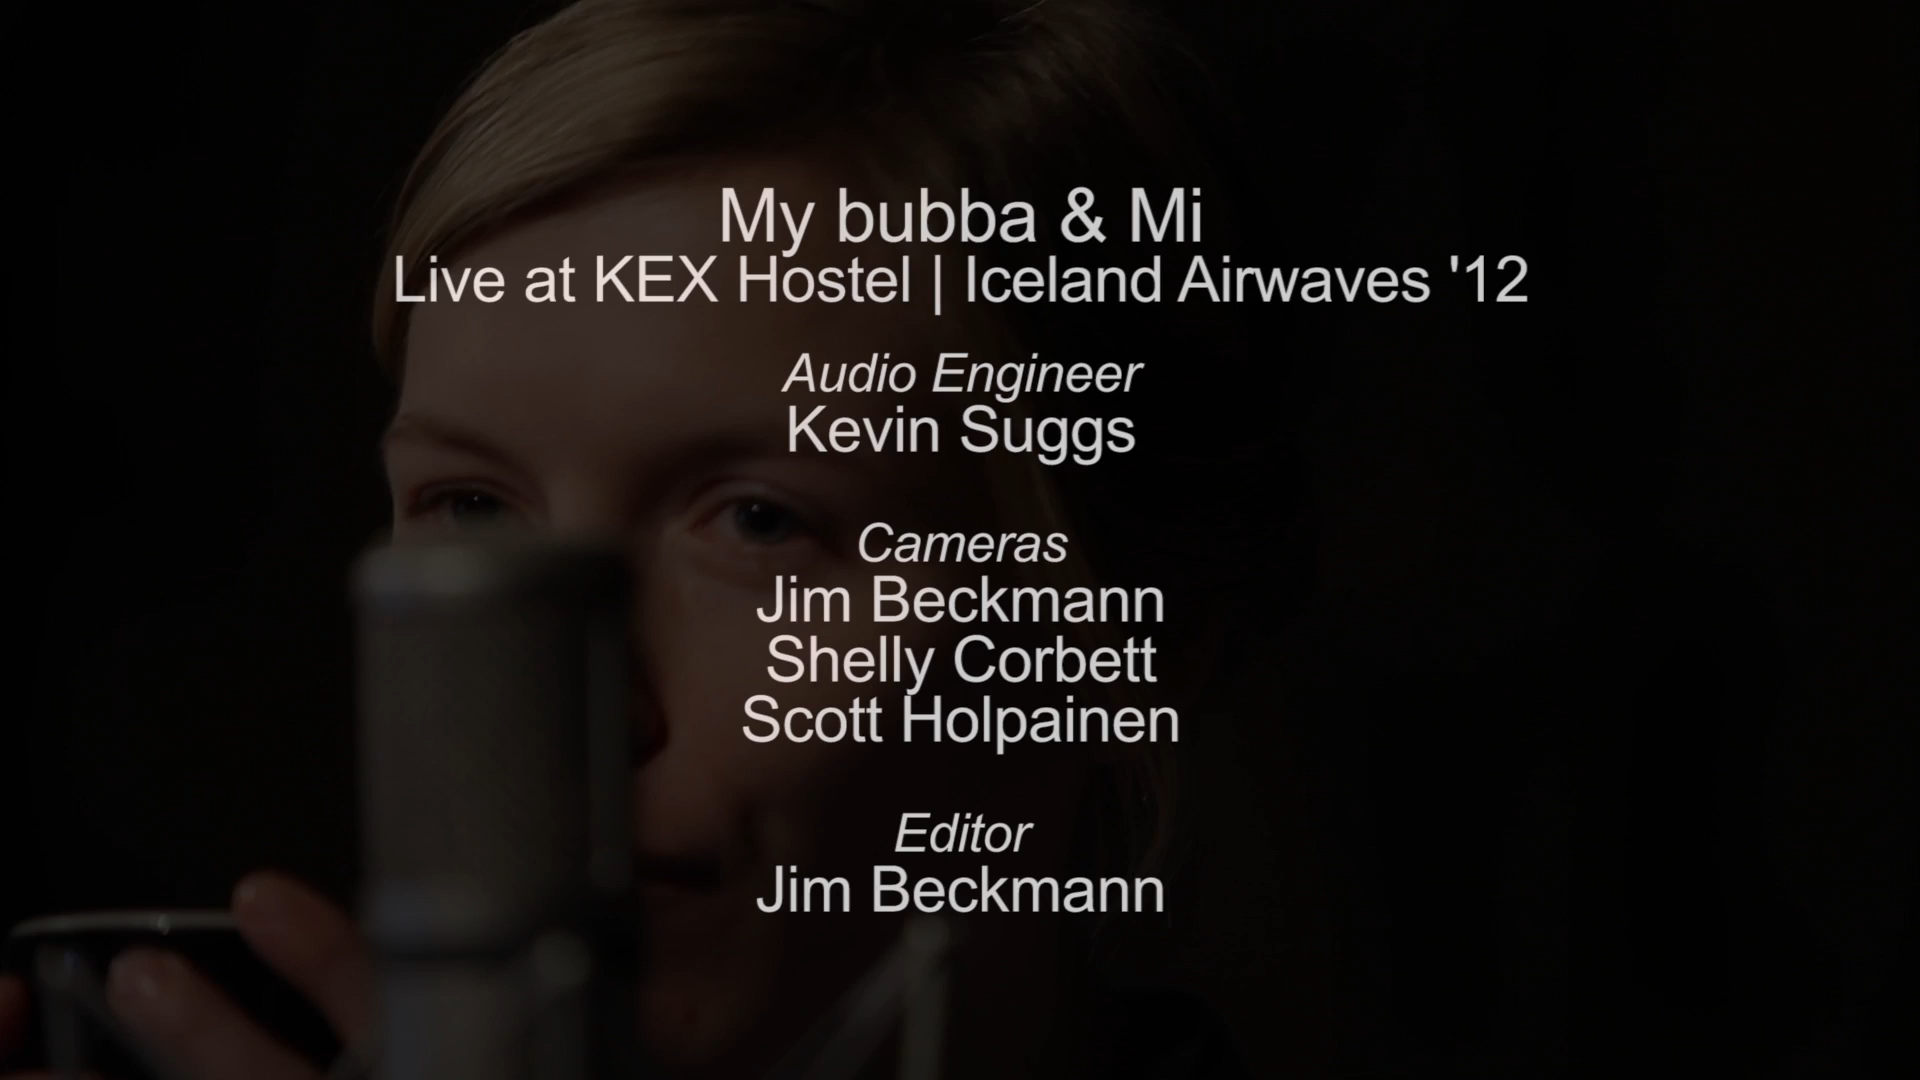 My bubba & Mi
Live at KEX Hostel | Iceland Airwaves '12
Audio Engineer
Kevin Suggs
Cameras
Jim Beckmann
Shelly Corbett
Scott Holpainen
Editor
Jim Beckmann